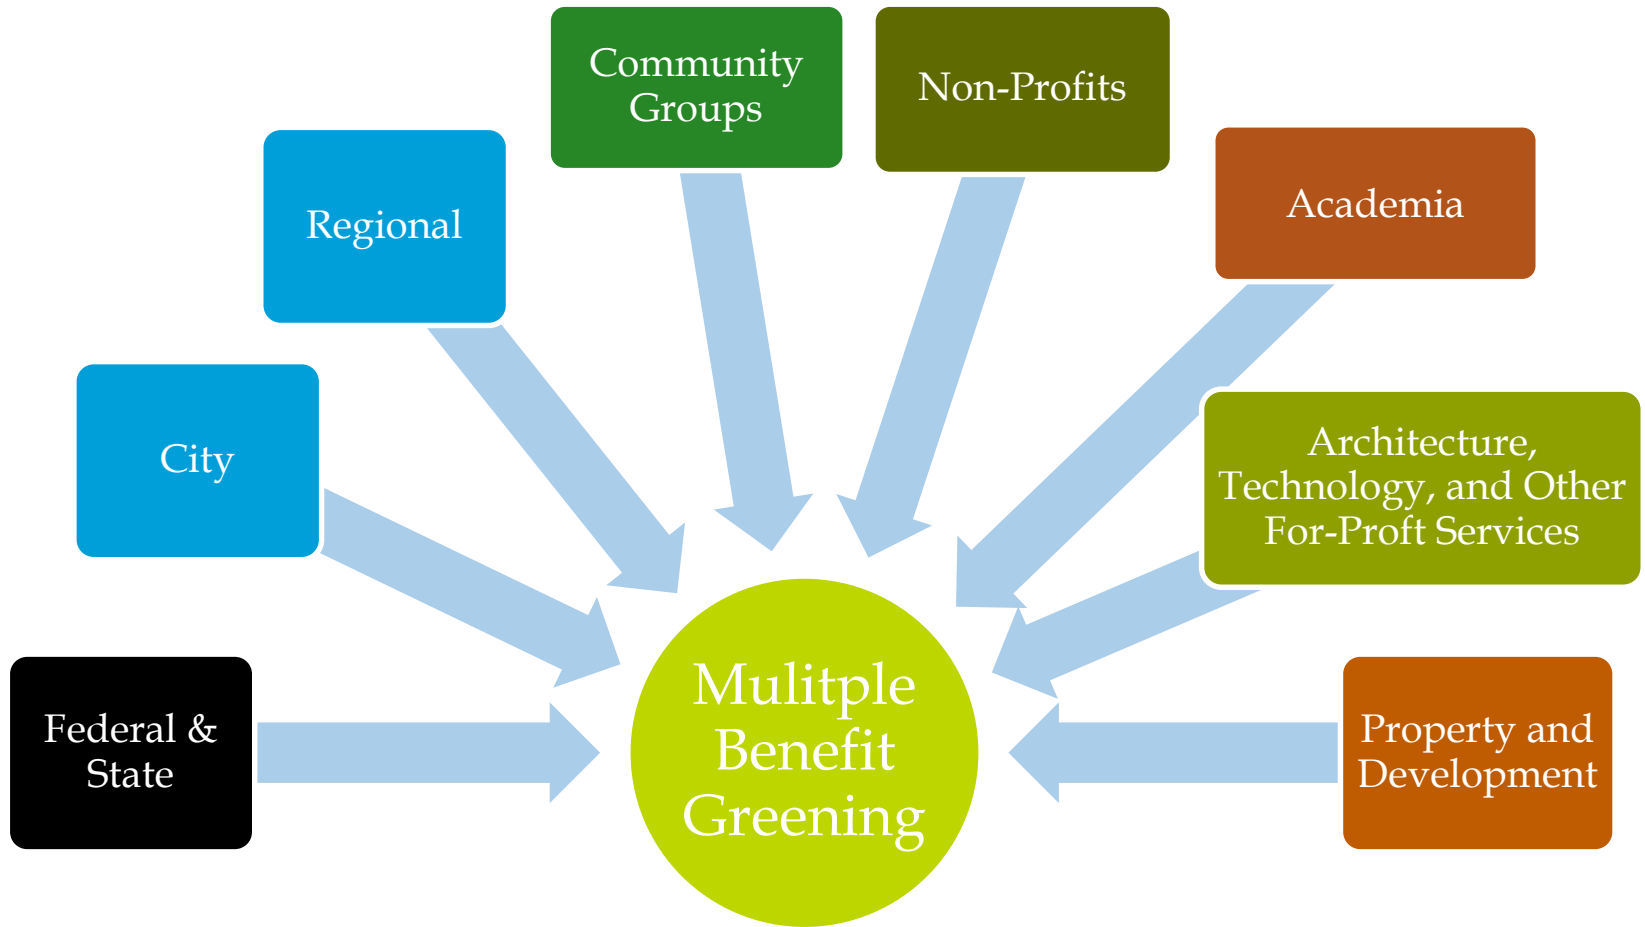 Community
Groups
Non-Profits
Regional
Academia
City
Architecture,
Technology, and Other
For-Proft Services
Federal &
State
Mulitple
Benefit
Greening
Property and
Development